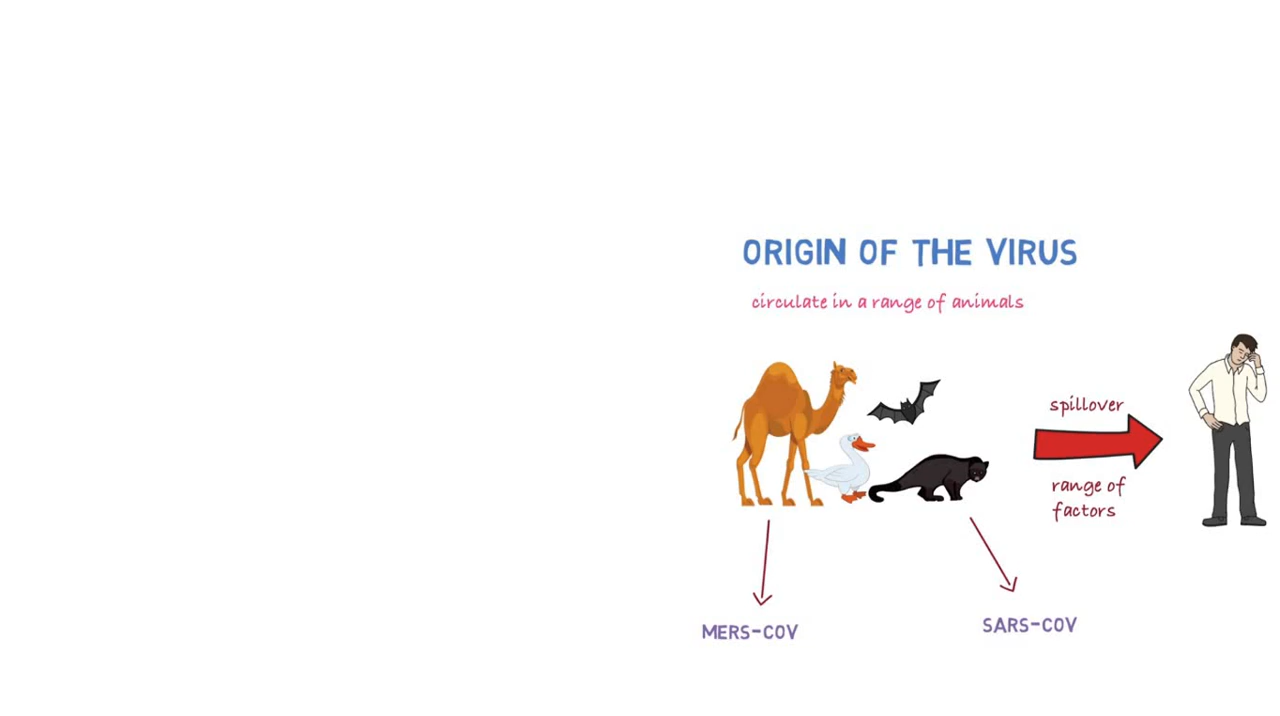 ORIGIN OF THE VIRUS
circulate in a range of animals
spillover
range of
factors
MERS-COV
SARS-COV